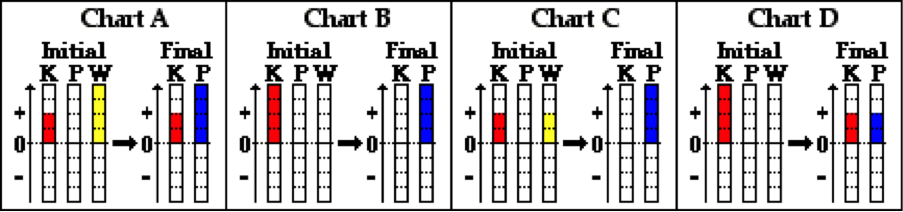 Chart A
Initial Final
K P W K P
+ +
0 0
- -
Chart B
Initial Final
K P W K P
+ +
0 0
- -
Chart C
Initial Final
K P W K P
+ +
0 0
- -
Chart D
Initial Final
K P W K P
+ +
0 0
- -